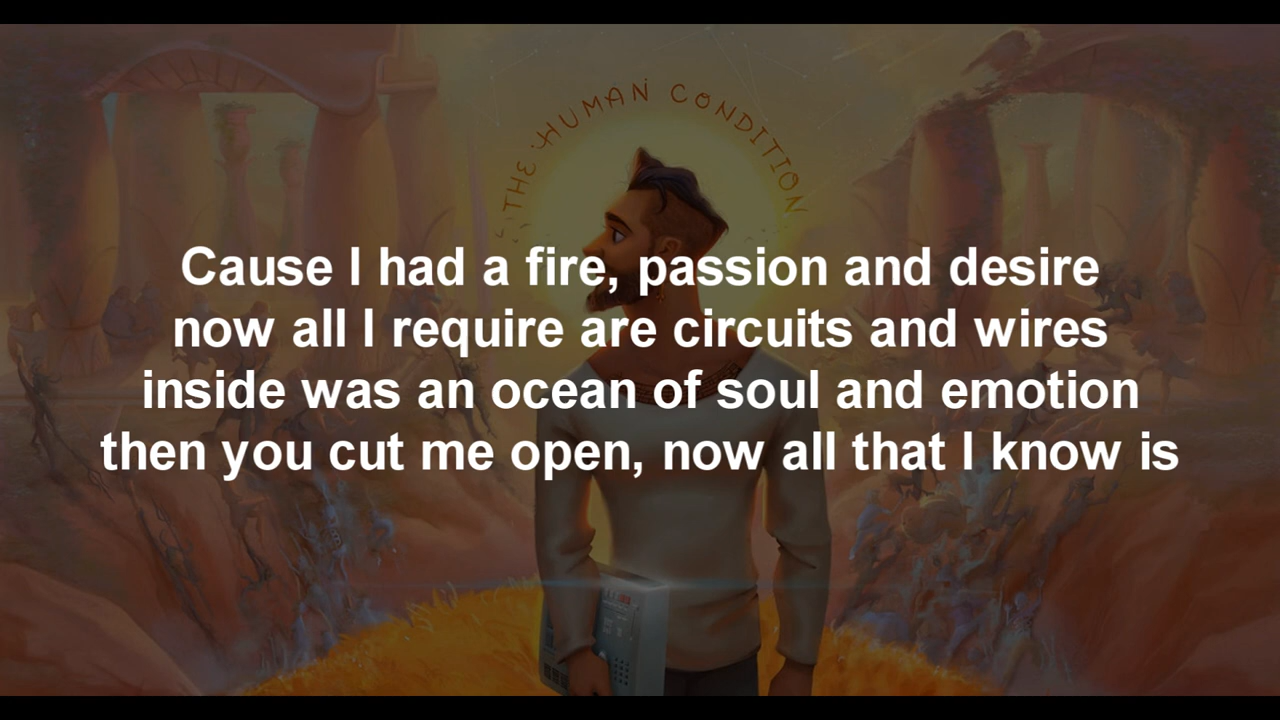 THE HUMAN CONDITION
Cause I had a fire, passion and desire
now all I require are circuits and wires
inside was an ocean of soul and emotion
then you cut me open, now all that I know is